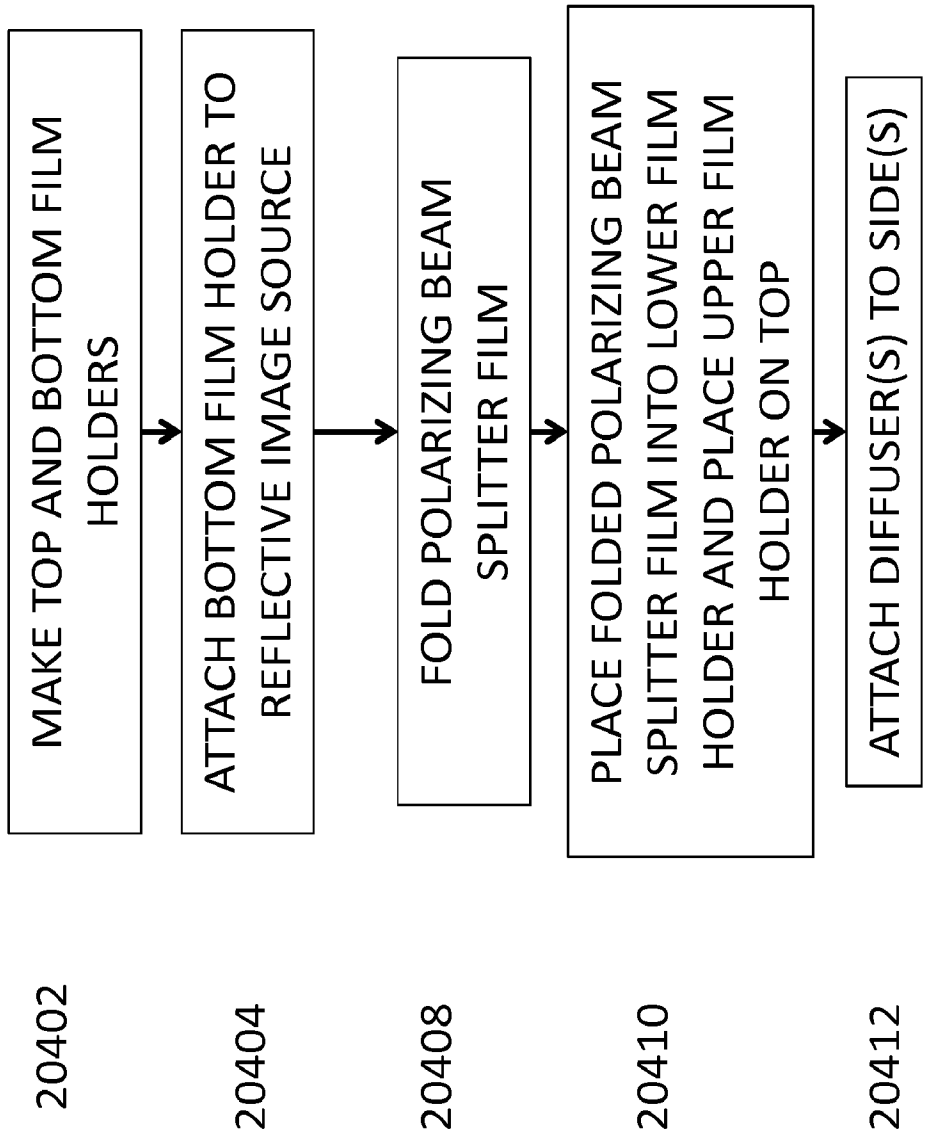 20402
MAKE TOP AND BOTTOM FILM
HOLDERS
20404
ATTACH BOTTOM FILM HOLDER TO
REFLECTIVE IMAGE SOURCE
20408
FOLD POLARIZING BEAM
SPLITTER FILM
20410
PLACE FOLDED POLARIZING BEAM
SPLITTER FILM INTO LOWER FILM
HOLDER AND PLACE UPPER FILM
HOLDER ON TOP
20412
ATTACH DIFFUSER(S) TO SIDE(S)